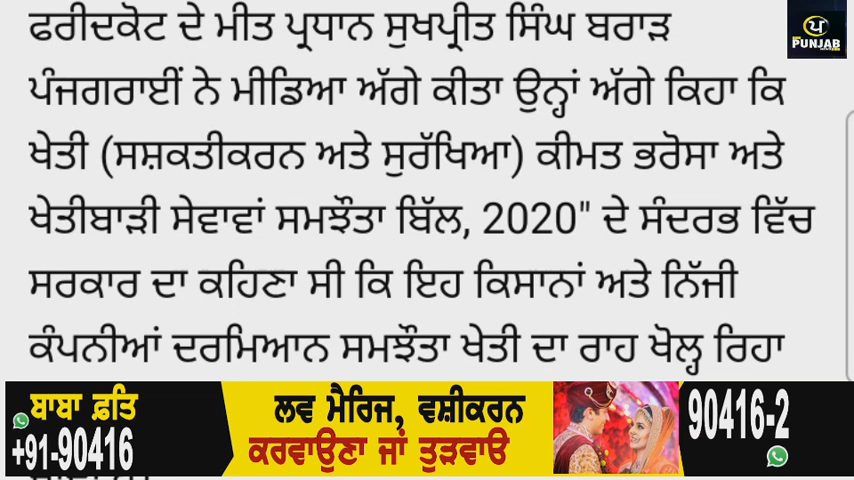 ਫਰੀਦਕੋਟ ਦੇ ਮੀਤ ਪ੍ਰਧਾਨ ਸੁਖਪ੍ਰੀਤ ਸਿੰਘ ਬਰਾੜ
ਪੰਜਗਰਾਈਂ ਨੇ ਮੀਡਿਆ ਅੱਗੇ ਕੀਤਾ ਉਨ੍ਹਾਂ ਅੱਗੇ ਕਿਹਾ ਕਿ
ਖੇਤੀ (ਸਸ਼ਕਤੀਕਰਨ ਅਤੇ ਸੁਰੱਖਿਆ) ਕੀਮਤ ਭਰੋਸਾ ਅਤੇ
ਖੇਤੀਬਾੜੀ ਸੇਵਾਵਾਂ ਸਮਝੌਤਾ ਬਿੱਲ, 2020" ਦੇ ਸੰਦਰਭ ਵਿੱਚ
ਸਰਕਾਰ ਦਾ ਕਹਿਣਾ ਸੀ ਕਿ ਇਹ ਕਿਸਾਨਾਂ ਅਤੇ ਨਿੱਜੀ
ਕੰਪਨੀਆਂ ਦਰਮਿਆਨ ਸਮਝੌਤਾ ਖੇਤੀ ਦਾ ਰਾਹ ਖੋਲ੍ਹ ਰਿਹਾ
ਪ
PUNJAB
ਬਾਬਾ ਫ਼ਤਿ
+91-90416
ਲਵ ਮੈਰਿਜ, ਵਸ਼ੀਕਰਨ
ਕਰਵਾਉਣਾ ਜਾਂ ਤੁੜਵਾਓ
90416-2